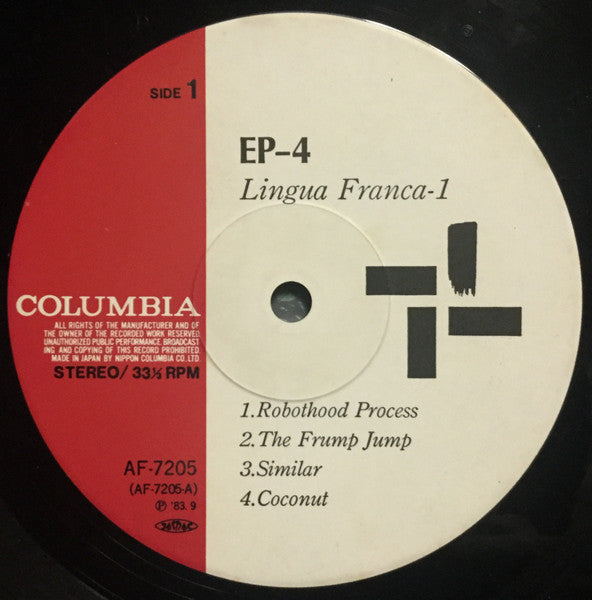 SIDE 1
EP-4
Lingua Franca-1
COLUMBIA
ALL RIGHTS OF THE MANUFACTURER AND OF
THE OWNER OF THE RECORDED WORK RESERVED.
UNAUTHORIZED PUBLIC PERFORMANCE, BROADCAST
ING AND COPYING OF THIS RECORD PROHIBITED.
MADE IN JAPAN BY NIPPON COLUMBIA CO. LTD.
STEREO/ 33⅓ RPM
1.Robothood Process
2.The Frump Jump
3.Similar
4.Coconut
AF-7205
(AF-7205-A)
Ⓟ '83. 9